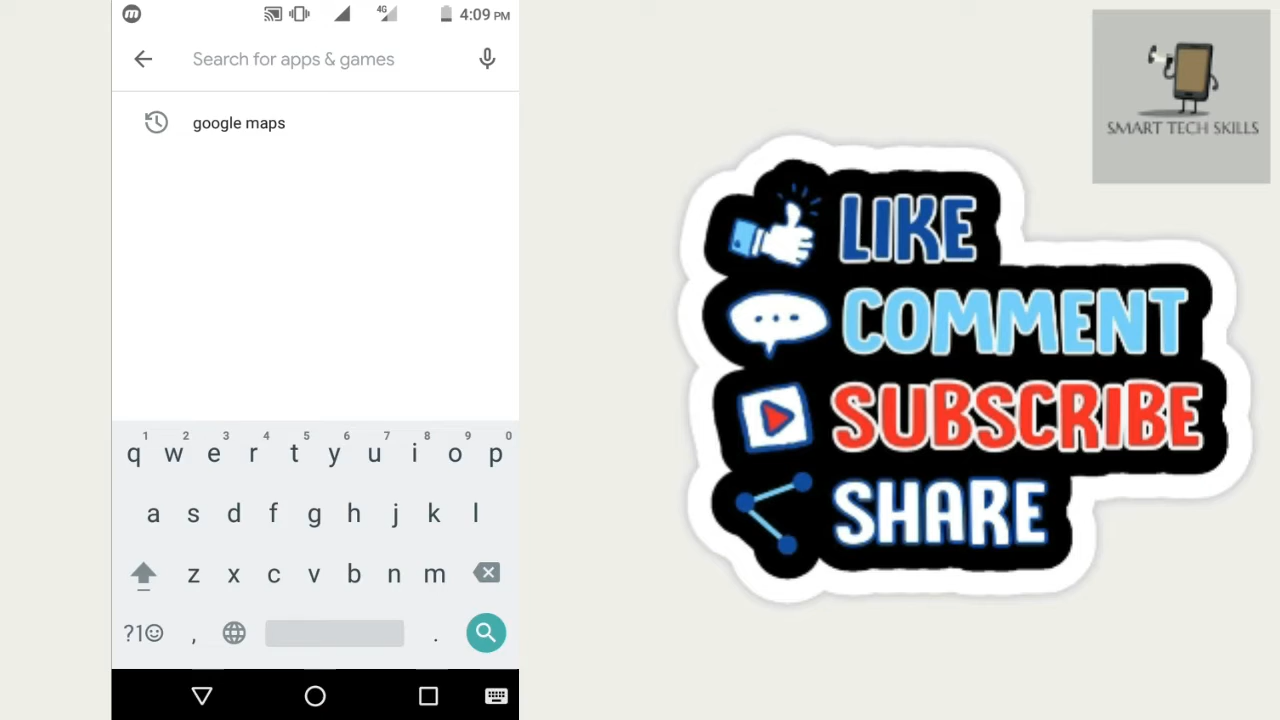 4G 4:09 PM
Search for apps & games
google maps
1 2 3 4 5 6 7 8 9 0
q w e r t y u i o p
a s d f g h j k l
z x c v b n m
?1☺ , .
SMART TECH SKILLS
LIKE
COMMENT
SUBSCRIBE
SHARE